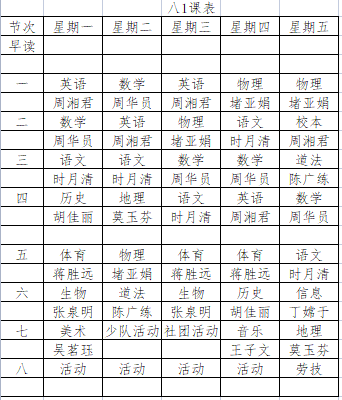 八1课表
节次 星期一 星期二 星期三 星期四 星期五
早读
一 英语 数学 英语 物理 物理
周湘君 周华员 周湘君 堵亚娟 堵亚娟
二 数学 英语 物理 语文 校本
周华员 周湘君 堵亚娟 时月清 周湘君
三 语文 语文 数学 数学 道法
时月清 时月清 周华员 周华员 陈广练
四 历史 地理 语文 英语 数学
胡佳丽 莫玉芬 时月清 周湘君 周华员
五 体育 物理 体育 体育 语文
蒋胜远 堵亚娟 蒋胜远 蒋胜远 时月清
六 生物 道法 生物 历史 信息
张泉明 陈广练 张泉明 胡佳丽 丁嫦于
七 美术 少队活动 社团活动 音乐 地理
吴茗珏 王子文 莫玉芬
八 活动 活动 活动 活动 劳技